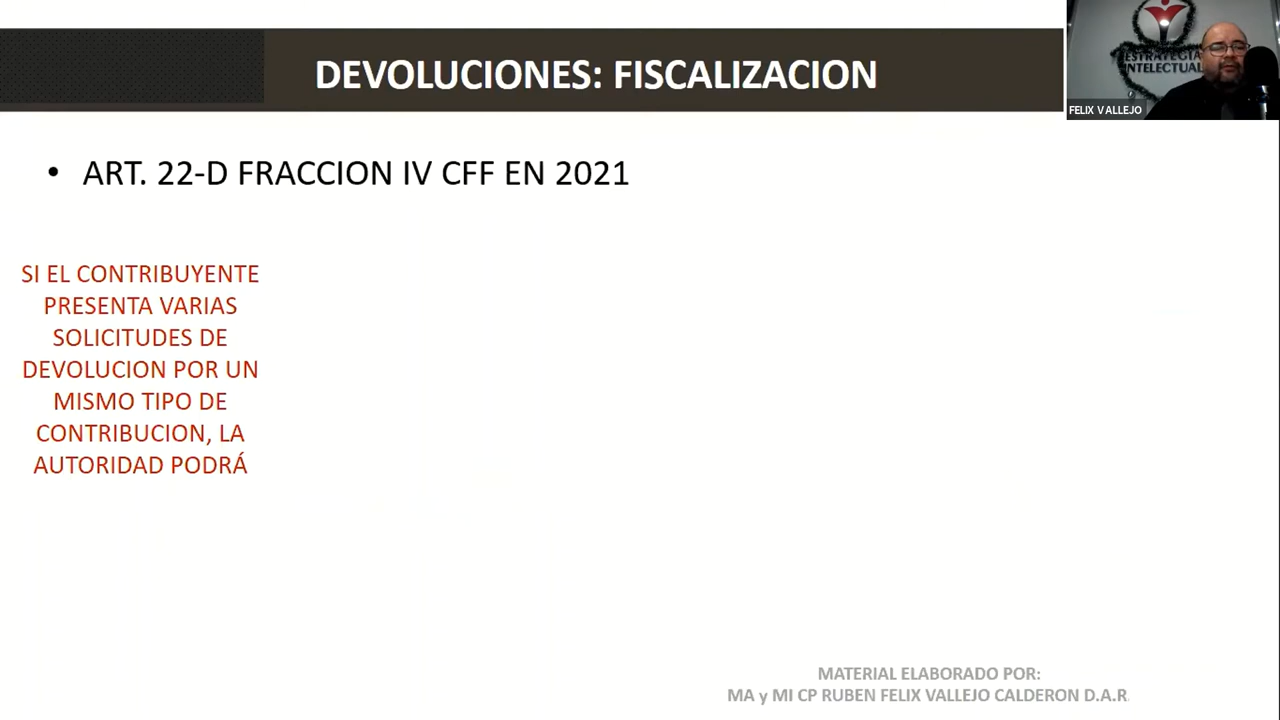 DEVOLUCIONES: FISCALIZACION
ESTRATEGIA
INTELECTUAL
FELIX VALLEJO
• ART. 22-D FRACCION IV CFF EN 2021
SI EL CONTRIBUYENTE
PRESENTA VARIAS
SOLICITUDES DE
DEVOLUCION POR UN
MISMO TIPO DE
CONTRIBUCION, LA
AUTORIDAD PODRÁ
MATERIAL ELABORADO POR:
MA y MI CP RUBEN FELIX VALLEJO CALDERON D.A.R.